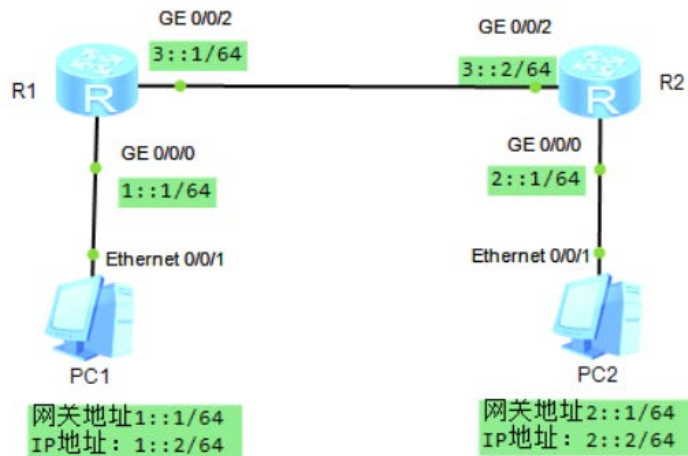 GE 0/0/2
GE 0/0/2
3::1/64
3::2/64
R1
R
R
R2
GE 0/0/0
GE 0/0/0
1::1/64
2::1/64
Ethernet 0/0/1
Ethernet 0/0/1
PC1
PC2
网关地址1::1/64
IP地址：1::2/64
网关地址2::1/64
IP地址：2::2/64